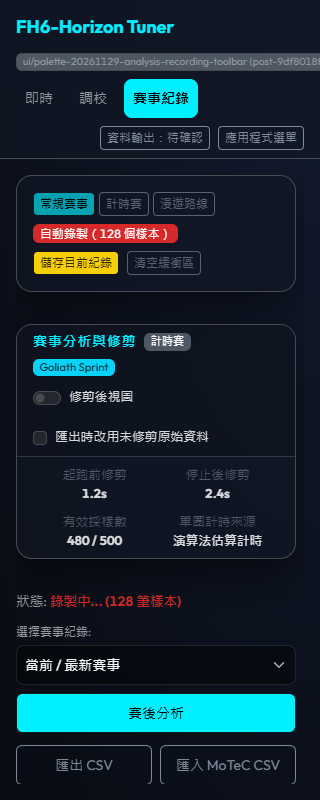 FH6-Horizon Tuner
ui/palette-20261129-analysis-recording-toolbar (post-9df8018f
即時 調校 賽事紀錄
資料輸出：待確認 應用程式選單
常規賽事 計時賽 漫遊路線
自動錄製（128 個樣本）
儲存目前紀錄 清空緩衝區
賽事分析與修剪 計時賽
Goliath Sprint
修剪後視圖
匯出時改用未修剪原始資料
起跑前修剪 停止後修剪
1.2s 2.4s
有效採樣數 單圈計時來源
480 / 500 演算法估算計時
狀態: 錄製中... (128 筆樣本)
選擇賽事紀錄:
當前 / 最新賽事
賽後分析
匯出 CSV 匯入 MoTeC CSV